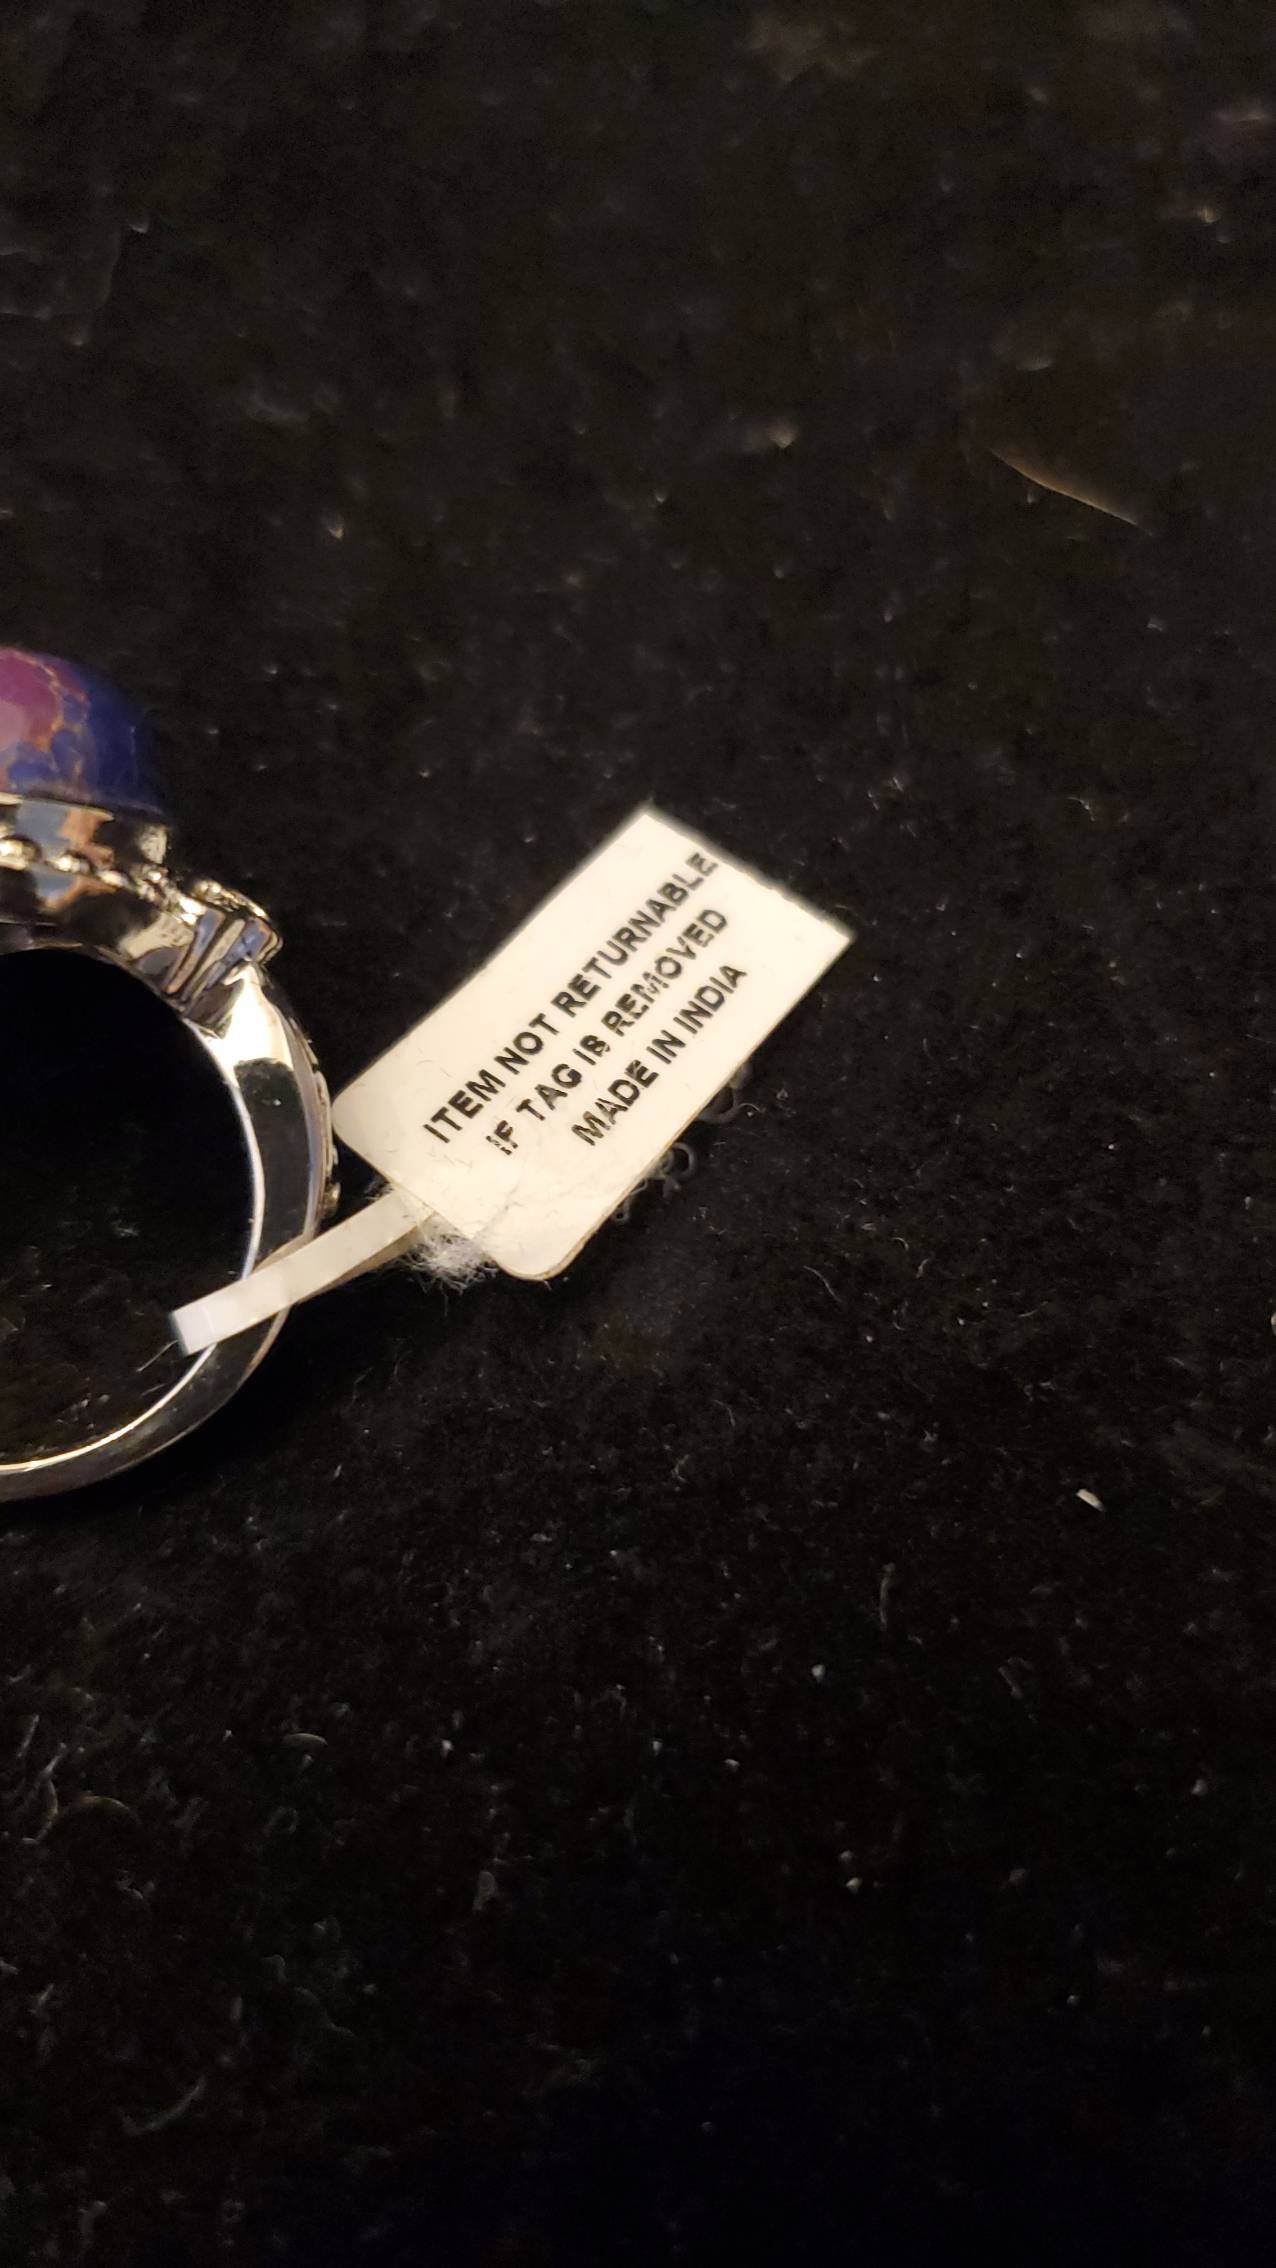 ITEM NOT RETURNABLE
IF TAG IS REMOVED
MADE IN INDIA